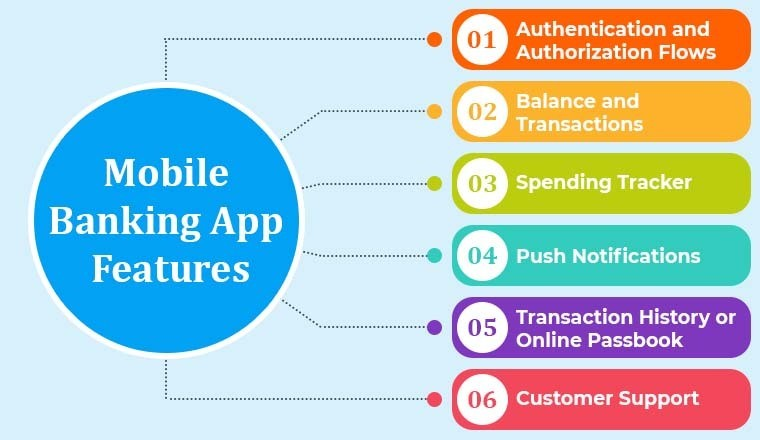 Mobile
Banking App
Features
01
Authentication and
Authorization Flows
02
Balance and
Transactions
03
Spending Tracker
04
Push Notifications
05
Transaction History or
Online Passbook
06
Customer Support